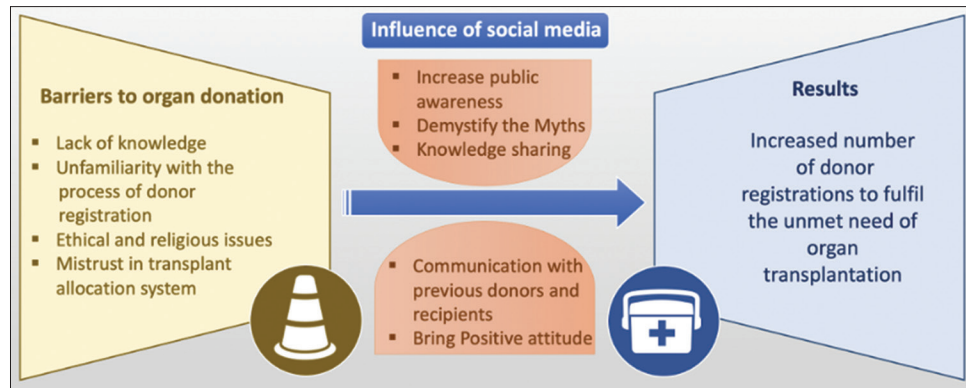 Influence of social media
Barriers to organ donation
▪ Lack of knowledge
▪ Unfamiliarity with the
process of donor
registration
▪ Ethical and religious issues
▪ Mistrust in transplant
allocation system
▪ Increase public
awareness
▪ Demystify the Myths
▪ Knowledge sharing
▪ Communication with
previous donors and
recipients
▪ Bring Positive attitude
Results
Increased number
of donor
registrations to fulfil
the unmet need of
organ
transplantation